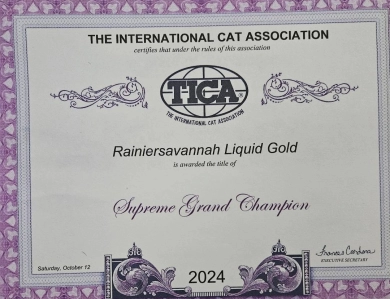 THE INTERNATIONAL CAT ASSOCIATION
certifies that under the rules of this association
TICA
THE INTERNATIONAL CAT ASSOCIATION
Rainiersavannah Liquid Gold
is awarded the title of
Supreme Grand Champion
Saturday, October 12
2024
EXECUTIVE SECRETARY